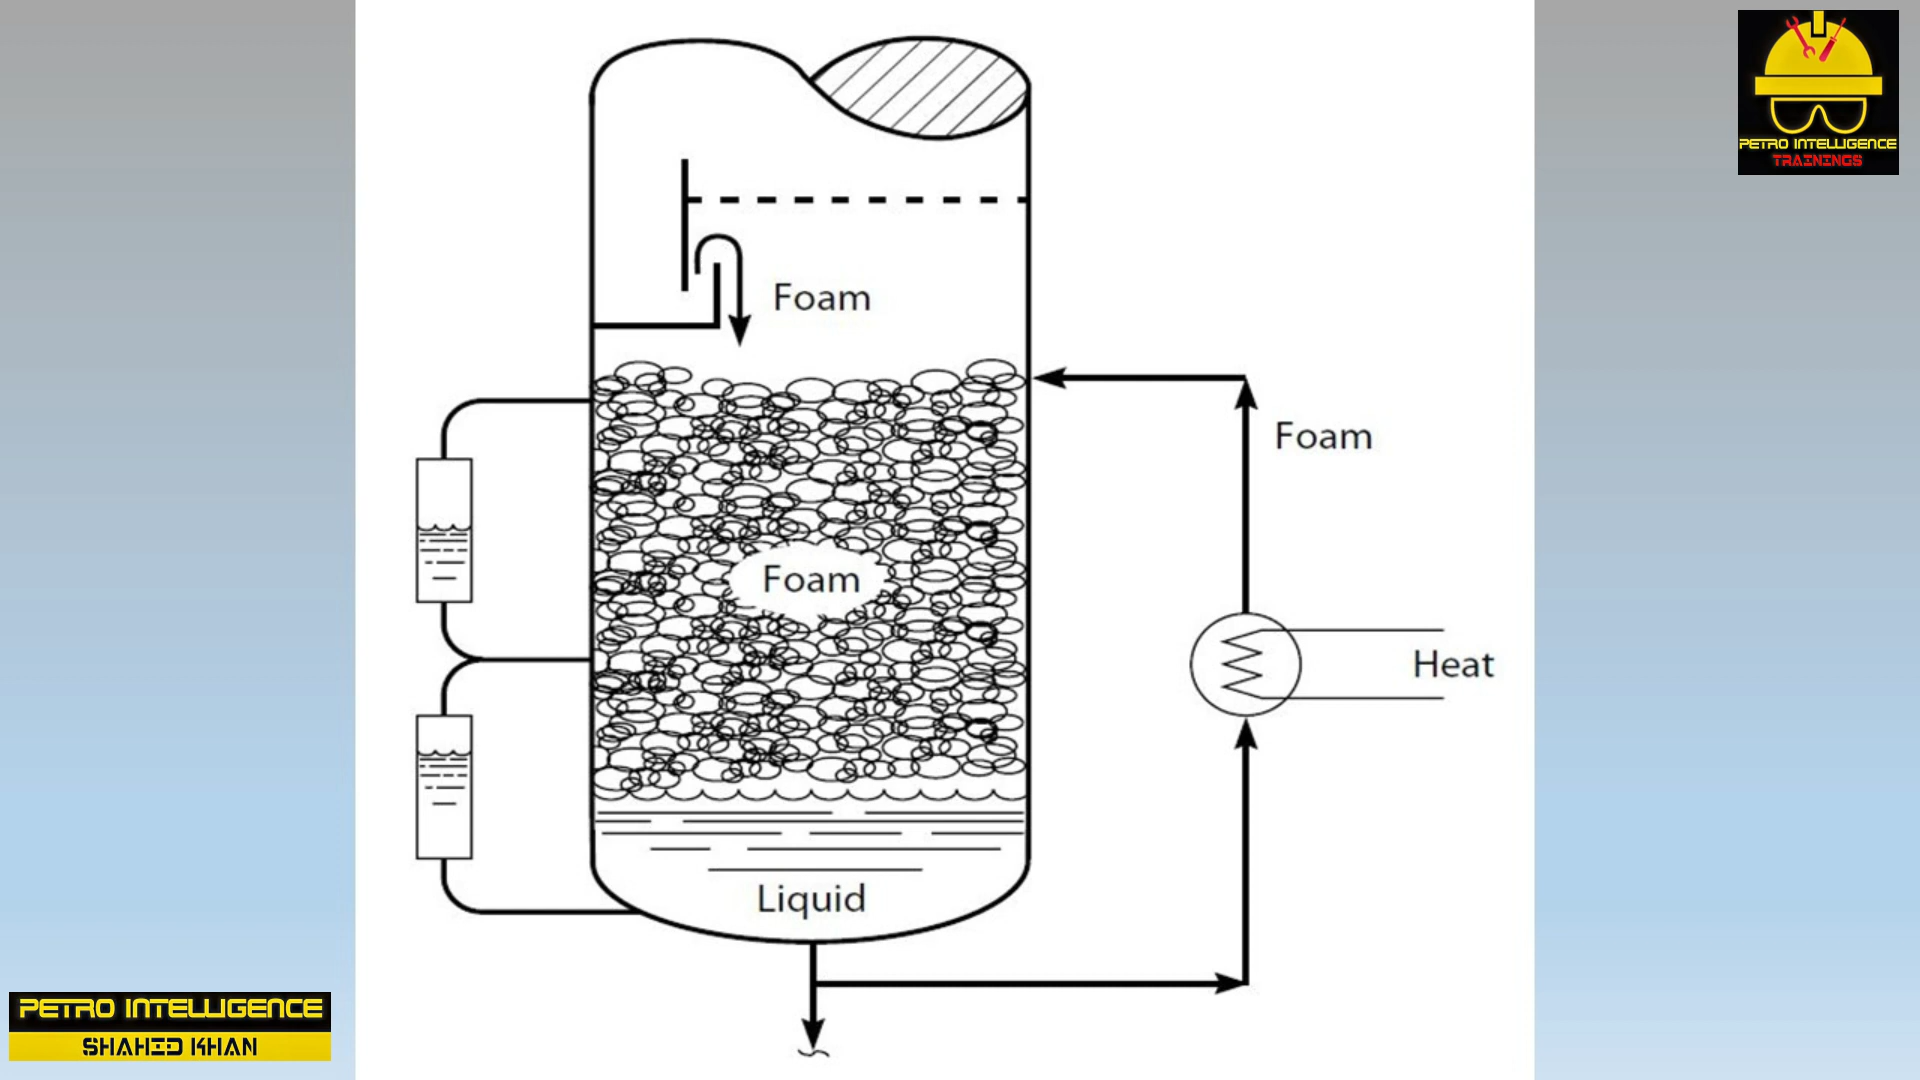 PETRO INTELLIGENCE
TRAININGS
Foam
Foam
Foam
Heat
Liquid
PETRO INTELLIGENCE
SHAHID KHAN